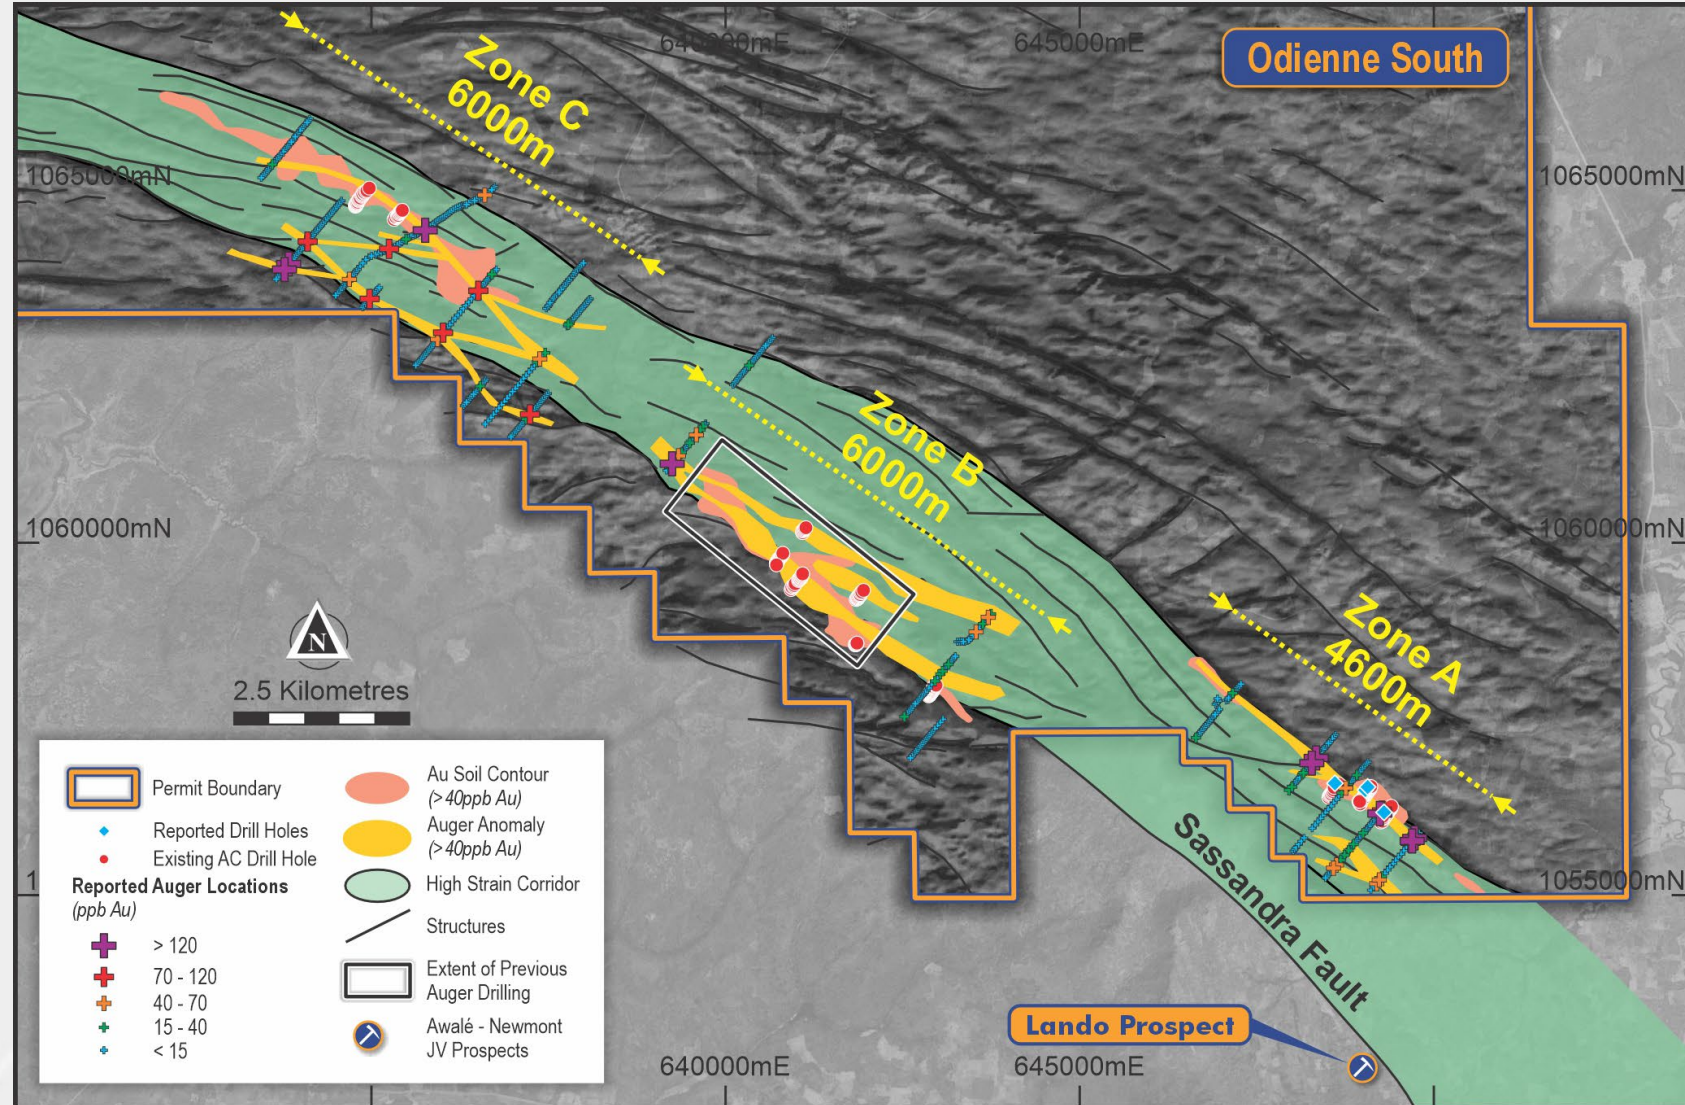 640000mE
645000mE
Odienne South
Zone C
6000m
1065000mN
1065000mN
Zone B
6000m
1060000mN
1060000mN
Zone A
4600m
N
2.5 Kilometres
Permit Boundary
Reported Drill Holes
Existing AC Drill Hole
Reported Auger Locations
(ppb Au)
> 120
70 - 120
40 - 70
15 - 40
< 15
Au Soil Contour
(>40ppb Au)
Auger Anomaly
(>40ppb Au)
High Strain Corridor
Structures
Extent of Previous
Auger Drilling
Awalé - Newmont
JV Prospects
1
1055000mN
Sassandra Fault
Lando Prospect
640000mE
645000mE